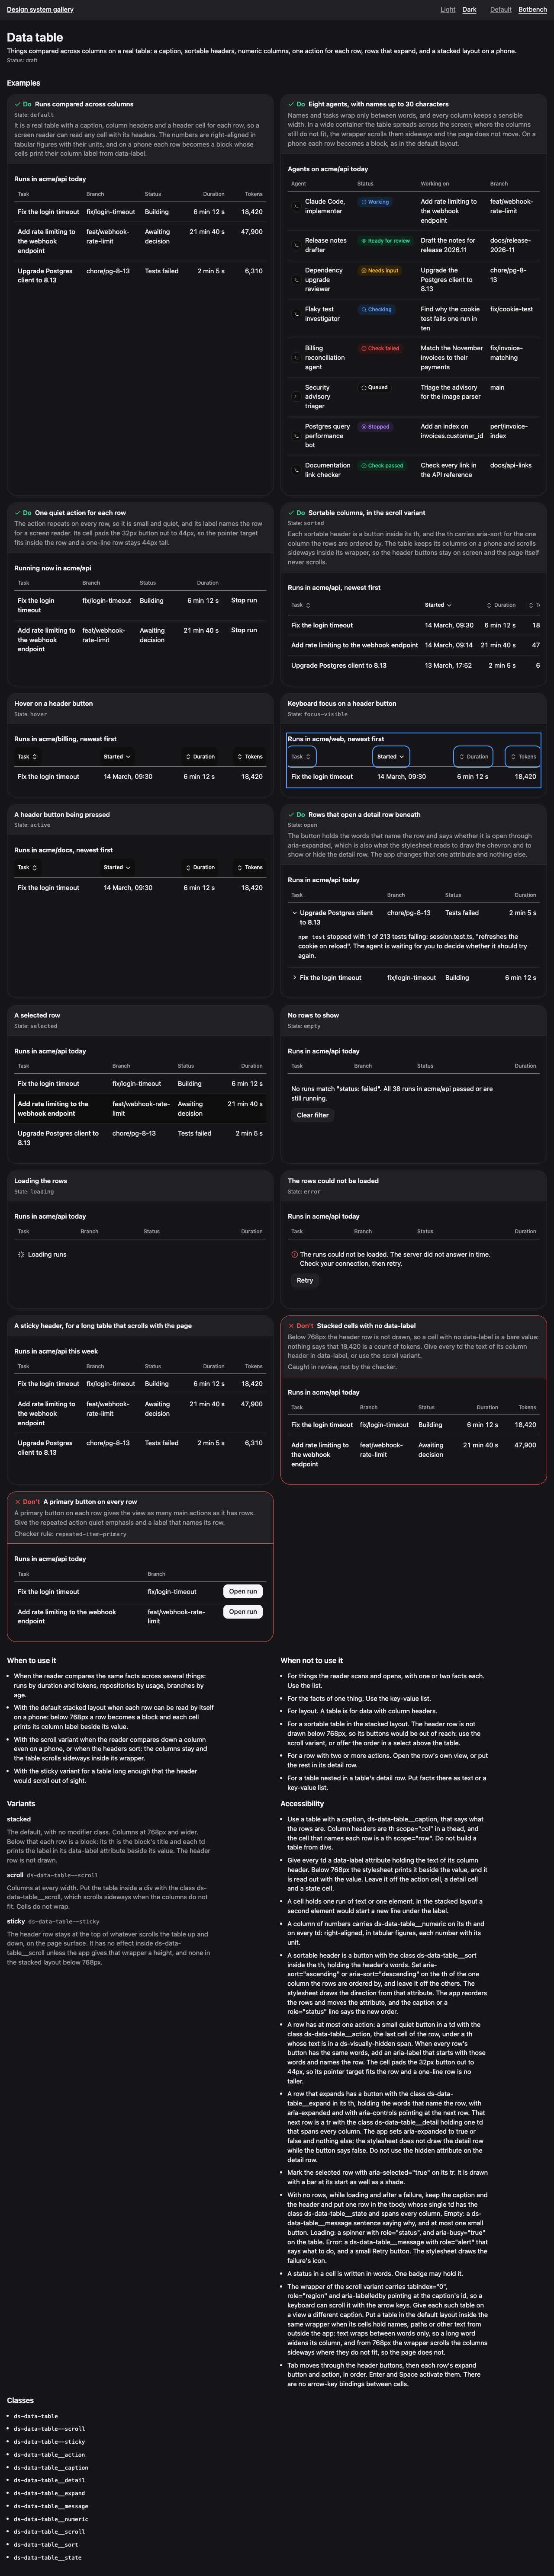 Design system gallery
Light Dark Default Botbench
Data table
Things compared across columns on a real table: a caption, sortable headers, numeric columns, one action for each row, rows that expand, and a stacked layout on a phone.
Status: draft
Examples
Do Runs compared across columns
State: default
It is a real table with a caption, column headers and a header cell for each row, so a
screen reader can read any cell with its headers. The numbers are right-aligned in
tabular figures with their units, and on a phone each row becomes a block whose
cells print their column label from data-label.
Runs in acme/api today
Task Branch Status Duration Tokens
Fix the login timeout fix/login-timeout Building 6 min 12 s 18,420
Add rate limiting to feat/webhook- Awaiting 21 min 40 s 47,900
the webhook rate-limit decision
endpoint
Upgrade Postgres chore/pg-8-13 Tests failed 2 min 5 s 6,310
client to 8.13
Do Eight agents, with names up to 30 characters
Names and tasks wrap only between words, and every column keeps a sensible
width. In a wide container the table spreads across the screen; where the columns
still do not fit, the wrapper scrolls them sideways and the page does not move. On a
phone each row becomes a block, as in the default layout.
Agents on acme/api today
Agent Status Working on Branch
Claude Code, Working Add rate limiting to feat/webhook-
implementer the webhook rate-limit
endpoint
Release notes Ready for review Draft the notes for docs/release-
drafter release 2026.11 2026-11
Dependency Needs input Upgrade the chore/pg-8-
upgrade Postgres client to 13
reviewer 8.13
Flaky test Checking Find why the cookie fix/cookie-test
investigator test fails one run in
ten
Billing Check failed Match the November fix/invoice-
reconciliation invoices to their matching
agent payments
Security Queued Triage the advisory main
advisory for the image parser
triager
Postgres query Stopped Add an index on perf/invoice-
performance invoices.customer_id index
bot
Documentation Check passed Check every link in docs/api-links
link checker the API reference
Do One quiet action for each row
The action repeats on every row, so it is small and quiet, and its label names the row
for a screen reader. Its cell pads the 32px button out to 44px, so the pointer target
fits inside the row and a one-line row stays 44px tall.
Running now in acme/api
Task Branch Status Duration
Fix the login fix/login-timeout Building 6 min 12 s Stop run
timeout
Add rate limiting to feat/webhook- Awaiting 21 min 40 s Stop run
the webhook rate-limit decision
endpoint
Do Sortable columns, in the scroll variant
State: sorted
Each sortable header is a button inside its th, and the th carries aria-sort for the one
column the rows are ordered by. The table keeps its columns on a phone and scrolls
sideways inside its wrapper, so the header buttons stay on screen and the page itself
never scrolls.
Runs in acme/api, newest first
Task Started Duration
Fix the login timeout 14 March, 09:30 6 min 12 s 18
Add rate limiting to the webhook endpoint 14 March, 09:14 21 min 40 s 47
Upgrade Postgres client to 8.13 13 March, 17:52 2 min 5 s 6
Hover on a header button
State: hover
Runs in acme/billing, newest first
Task Started Duration Tokens
Fix the login timeout 14 March, 09:30 6 min 12 s 18,420
Keyboard focus on a header button
State: focus-visible
Runs in acme/web, newest first
Task Started Duration Tokens
Fix the login timeout 14 March, 09:30 6 min 12 s 18,420
A header button being pressed
State: active
Runs in acme/docs, newest first
Task Started Duration Tokens
Fix the login timeout 14 March, 09:30 6 min 12 s 18,420
Do Rows that open a detail row beneath
State: open
The button holds the words that name the row and says whether it is open through
aria-expanded, which is also what the stylesheet reads to draw the chevron and to
show or hide the detail row. The app changes that one attribute and nothing else.
Runs in acme/api today
Task Branch Status Duration
Upgrade Postgres client chore/pg-8-13 Tests failed 2 min 5 s
to 8.13
npm test stopped with 1 of 213 tests failing: session.test.ts, "refreshes the
cookie on reload". The agent is waiting for you to decide whether it should try
again.
Fix the login timeout fix/login-timeout Building 6 min 12 s
A selected row
State: selected
Runs in acme/api today
Task Branch Status Duration
Fix the login timeout fix/login-timeout Building 6 min 12 s
Add rate limiting to the feat/webhook-rate- Awaiting 21 min 40 s
webhook endpoint limit decision
Upgrade Postgres client to chore/pg-8-13 Tests failed 2 min 5 s
8.13
No rows to show
State: empty
Runs in acme/api today
Task Branch Status Duration
No runs match "status: failed". All 38 runs in acme/api passed or are
still running.
Clear filter
Loading the rows
State: loading
Runs in acme/api today
Task Branch Status Duration
Loading runs
The rows could not be loaded
State: error
Runs in acme/api today
Task Branch Status Duration
The runs could not be loaded. The server did not answer in time.
Check your connection, then retry.
Retry
A sticky header, for a long table that scrolls with the page
Runs in acme/api this week
Task Branch Status Duration Tokens
Fix the login timeout fix/login-timeout Building 6 min 12 s 18,420
Add rate limiting to feat/webhook- Awaiting 21 min 40 s 47,900
the webhook rate-limit decision
endpoint
Upgrade Postgres chore/pg-8-13 Tests failed 2 min 5 s 6,310
client to 8.13
Don't Stacked cells with no data-label
Below 768px the header row is not drawn, so a cell with no data-label is a bare value:
nothing says that 18,420 is a count of tokens. Give every td the text of its column
header in data-label, or use the scroll variant.
Caught in review, not by the checker.
Runs in acme/api today
Task Branch Status Duration Tokens
Fix the login timeout fix/login-timeout Building 6 min 12 s 18,420
Add rate limiting to feat/webhook- Awaiting 21 min 40 s 47,900
the webhook rate-limit decision
endpoint
Don't A primary button on every row
A primary button on each row gives the view as many main actions as it has rows.
Give the repeated action quiet emphasis and a label that names its row.
Checker rule: repeated-item-primary
Runs in acme/api today
Task Branch
Fix the login timeout fix/login-timeout Open run
Add rate limiting to the webhook feat/webhook-rate- Open run
endpoint limit
When to use it
When the reader compares the same facts across several things:
runs by duration and tokens, repositories by usage, branches by
age.
With the default stacked layout when each row can be read by itself
on a phone: below 768px a row becomes a block and each cell
prints its column label beside its value.
With the scroll variant when the reader compares down a column
even on a phone, or when the headers sort: the columns stay and
the table scrolls sideways inside its wrapper.
With the sticky variant for a table long enough that the header
would scroll out of sight.
When not to use it
For things the reader scans and opens, with one or two facts each.
Use the list.
For the facts of one thing. Use the key-value list.
For layout. A table is for data with column headers.
For a sortable table in the stacked layout. The header row is not
drawn below 768px, so its buttons would be out of reach: use the
scroll variant, or offer the order in a select above the table.
For a row with two or more actions. Open the row's own view, or put
the rest in its detail row.
For a table nested in a table's detail row. Put facts there as text or a
key-value list.
Variants
stacked
The default, with no modifier class. Columns at 768px and wider.
Below that each row is a block: its th is the block's title and each td
prints the label in its data-label attribute beside its value. The header
row is not drawn.
scroll ds-data-table--scroll
Columns at every width. Put the table inside a div with the class ds-
data-table__scroll, which scrolls sideways when the columns do not
fit. Cells do not wrap.
sticky ds-data-table--sticky
The header row stays at the top of whatever scrolls the table up and
down, on the page surface. It has no effect inside ds-data-
table__scroll unless the app gives that wrapper a height, and none in
the stacked layout below 768px.
Accessibility
Use a table with a caption, ds-data-table__caption, that says what
the rows are. Column headers are th scope="col" in a thead, and
the cell that names each row is a th scope="row". Do not build a
table from divs.
Give every td a data-label attribute holding the text of its column
header. Below 768px the stylesheet prints it beside the value, and it
is read out with the value. Leave it off the action cell, a detail cell
and a state cell.
A cell holds one run of text or one element. In the stacked layout a
second element would start a new line under the label.
A column of numbers carries ds-data-table__numeric on its th and
on every td: right-aligned, in tabular figures, each number with its
unit.
A sortable header is a button with the class ds-data-table__sort
inside the th, holding the header's words. Set aria-
sort="ascending" or aria-sort="descending" on the th of the one
column the rows are ordered by, and leave it off the others. The
stylesheet draws the direction from that attribute. The app reorders
the rows and moves the attribute, and the caption or a
role="status" line says the new order.
A row has at most one action: a small quiet button in a td with the
class ds-data-table__action, the last cell of the row, under a th
whose text is in a ds-visually-hidden span. When every row's
button has the same words, add an aria-label that starts with those
words and names the row. The cell pads the 32px button out to
44px, so its pointer target fits the row and a one-line row is no
taller.
A row that expands has a button with the class ds-data-
table__expand in its th, holding the words that name the row, with
aria-expanded and with aria-controls pointing at the next row. That
next row is a tr with the class ds-data-table__detail holding one td
that spans every column. The app sets aria-expanded to true or
false and nothing else: the stylesheet does not draw the detail row
while the button says false. Do not use the hidden attribute on the
detail row.
Mark the selected row with aria-selected="true" on its tr. It is drawn
with a bar at its start as well as a shade.
With no rows, while loading and after a failure, keep the caption and
the header and put one row in the tbody whose single td has the
class ds-data-table__state and spans every column. Empty: a ds-
data-table__message sentence saying why, and at most one small
button. Loading: a spinner with role="status", and aria-busy="true"
on the table. Error: a ds-data-table__message with role="alert" that
says what to do, and a small Retry button. The stylesheet draws the
failure's icon.
A status in a cell is written in words. One badge may hold it.
The wrapper of the scroll variant carries tabindex="0",
role="region" and aria-labelledby pointing at the caption's id, so a
keyboard can scroll it with the arrow keys. Give each such table on
a view a different caption. Put a table in the default layout inside the
same wrapper when its cells hold names, paths or other text from
outside the app: text wraps between words only, so a long word
widens its column, and from 768px the wrapper scrolls the columns
sideways where they do not fit, so the page does not.
Tab moves through the header buttons, then each row's expand
button and action, in order. Enter and Space activate them. There
are no arrow-key bindings between cells.
Classes
ds-data-table
ds-data-table--scroll
ds-data-table--sticky
ds-data-table__action
ds-data-table__caption
ds-data-table__detail
ds-data-table__expand
ds-data-table__message
ds-data-table__numeric
ds-data-table__scroll
ds-data-table__sort
ds-data-table__state